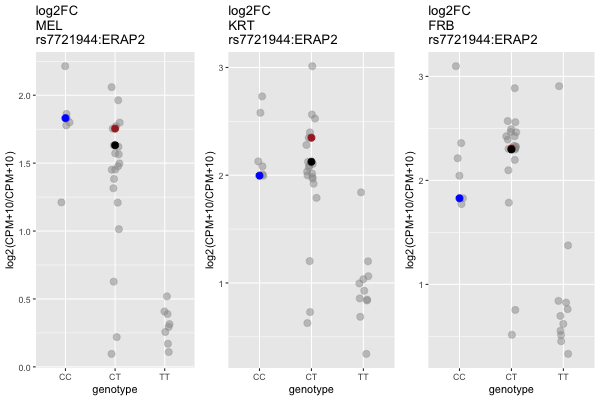 log2FC
MEL
rs7721944:ERAP2
log2(CPM+10/CPM+10)
2.0
1.5
1.0
0.5
0.0
CC CT TT
genotype
log2FC
KRT
rs7721944:ERAP2
log2(CPM+10/CPM+10)
3
2
1
CC CT TT
genotype
log2FC
FRB
rs7721944:ERAP2
log2(CPM+10/CPM+10)
3
2
1
CC CT TT
genotype